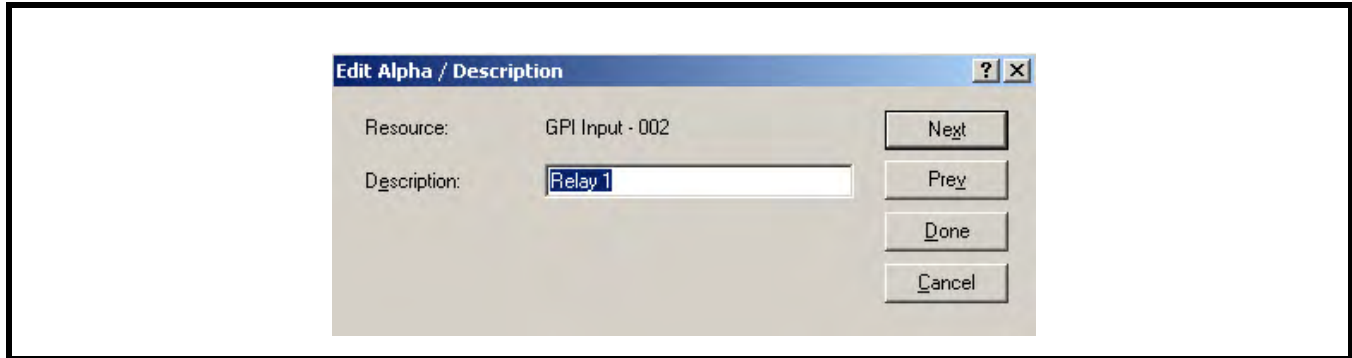 Edit Alpha / Description ? ×
Resource: GPI Input - 002 Next
Description: Relay 1 Prev
Done
Cancel